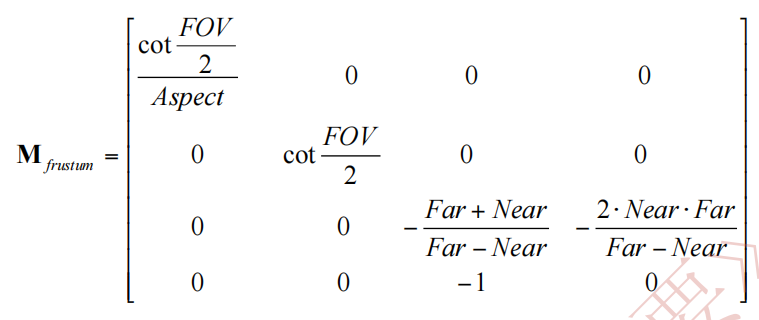 M_frustum = [ cot(FOV/2)/Aspect 0 0 0
0 cot(FOV/2) 0 0
0 0 -(Far + Near)/(Far - Near) -(2·Near·Far)/(Far - Near)
0 0 -1 0 ]